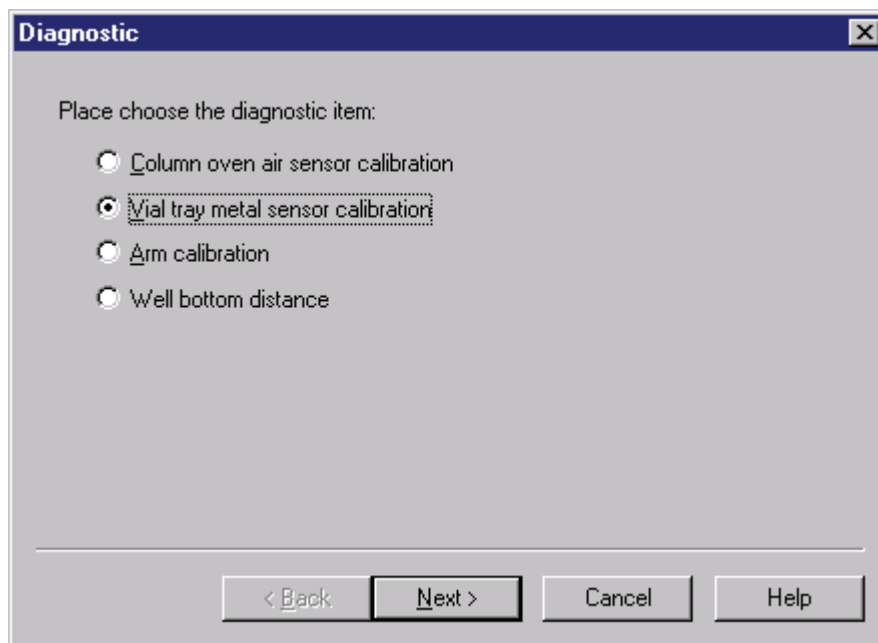 Diagnostic
Place choose the diagnostic item:
Column oven air sensor calibration
Vial tray metal sensor calibration
Arm calibration
Well bottom distance
< Back Next > Cancel Help